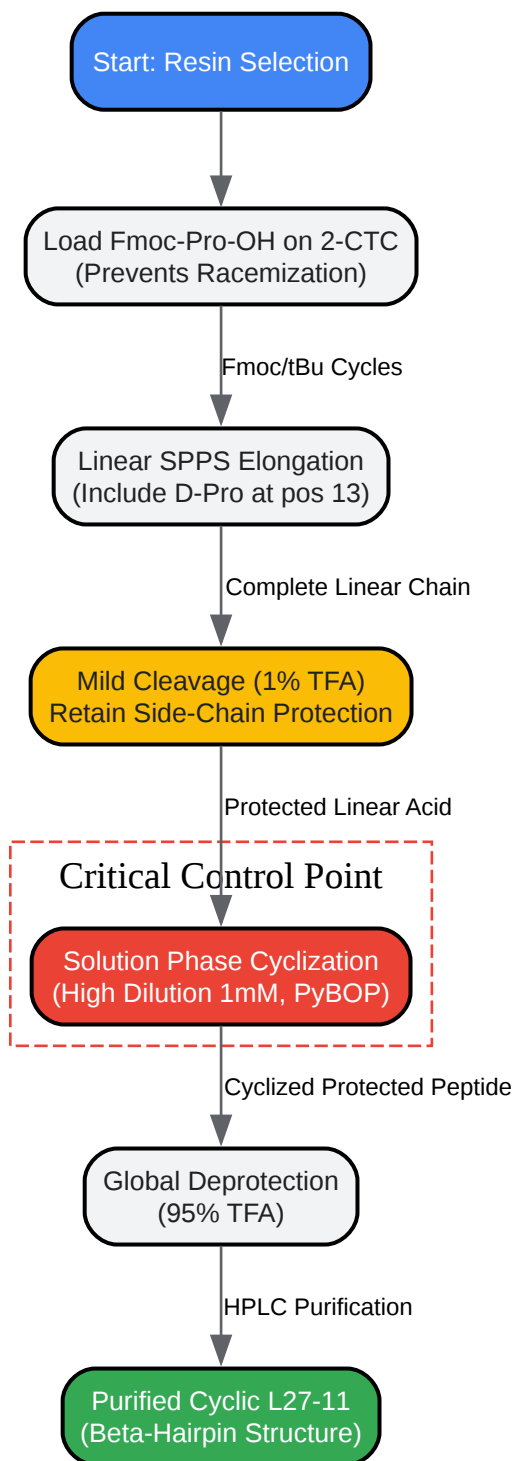 Start: Resin Selection
Load Fmoc-Pro-OH on 2-CTC
(Prevents Racemization)
Fmoc/tBu Cycles
Linear SPPS Elongation
(Include D-Pro at pos 13)
Complete Linear Chain
Mild Cleavage (1% TFA)
Retain Side-Chain Protection
Protected Linear Acid
Critical Control Point
Solution Phase Cyclization
(High Dilution 1mM, PyBOP)
Cyclized Protected Peptide
Global Deprotection
(95% TFA)
HPLC Purification
Purified Cyclic L27-11
(Beta-Hairpin Structure)